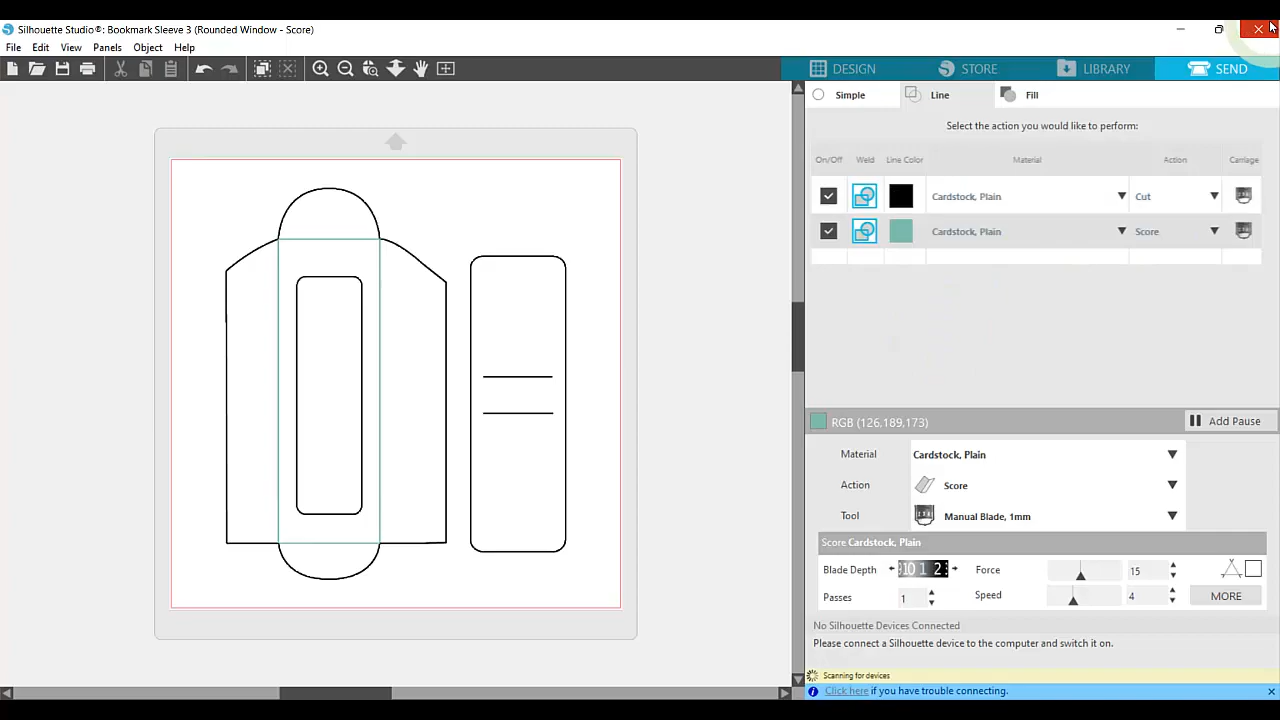 Silhouette Studio®: Bookmark Sleeve 3 (Rounded Window - Score)
File Edit View Panels Object Help
DESIGN STORE LIBRARY SEND
Simple Line Fill
Select the action you would like to perform:
On/Off Weld Line Color Material Action Carriage
Cardstock, Plain Cut
Cardstock, Plain Score
RGB (126,189,173) Add Pause
Material Cardstock, Plain
Action Score
Tool Manual Blade, 1mm
Score Cardstock, Plain
Blade Depth 10 1 2 Force 15
Passes 1 Speed 4 MORE
No Silhouette Devices Connected
Please connect a Silhouette device to the computer and switch it on.
Scanning for devices
Click here if you have trouble connecting.